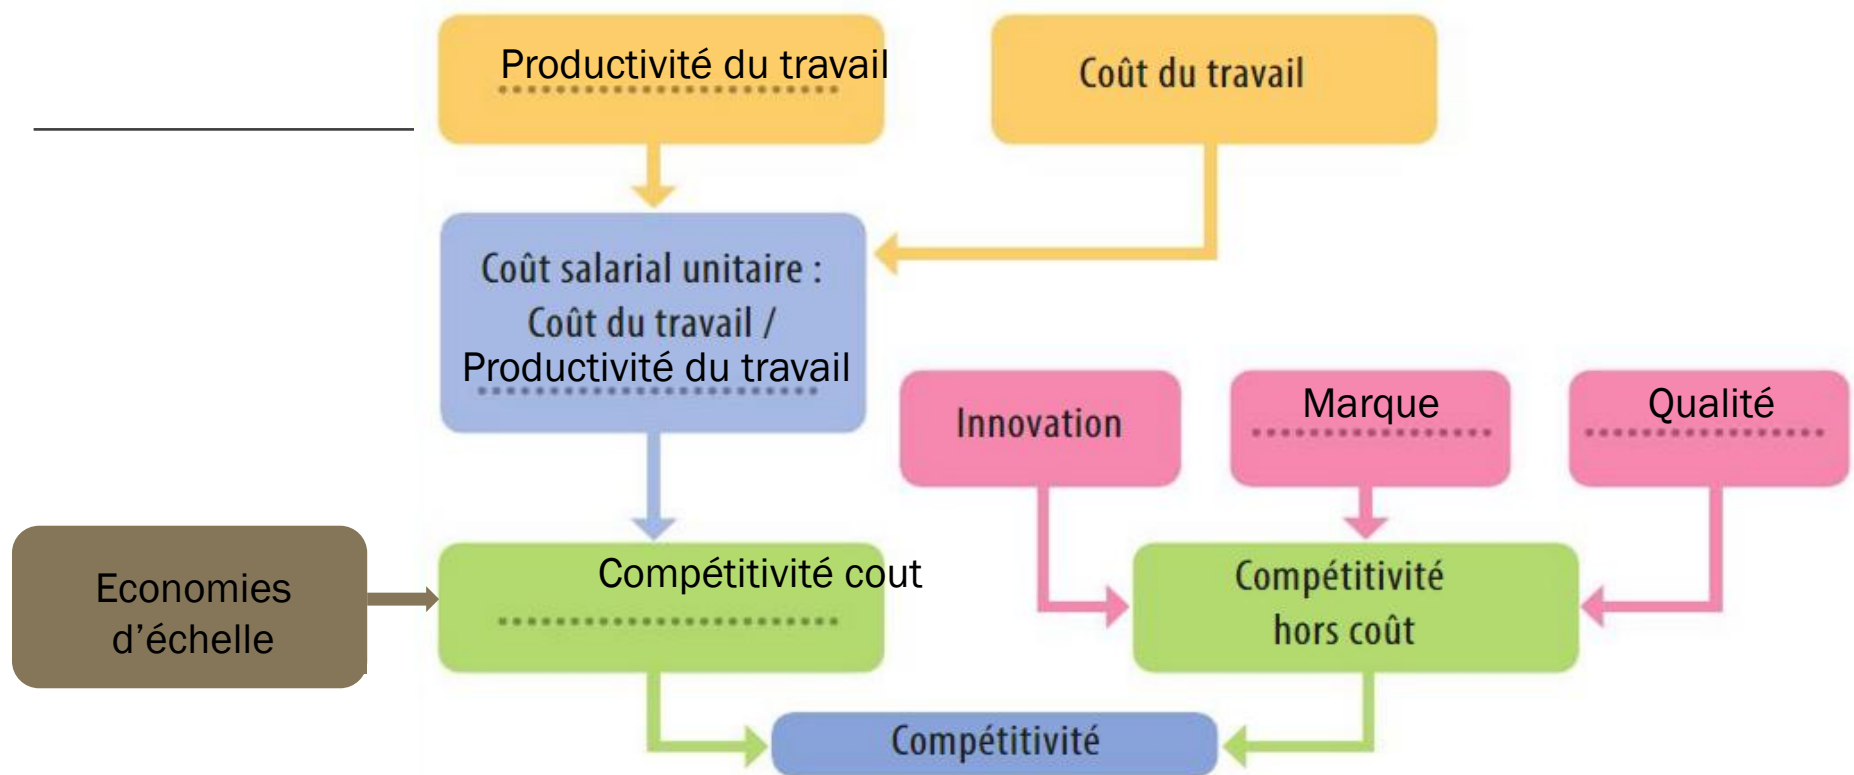 Productivité du travail
Coût du travail
Coût salarial unitaire :
Coût du travail /
Productivité du travail
Innovation
Marque
Qualité
Economies
d’échelle
Compétitivité cout
Compétitivité
hors coût
Compétitivité